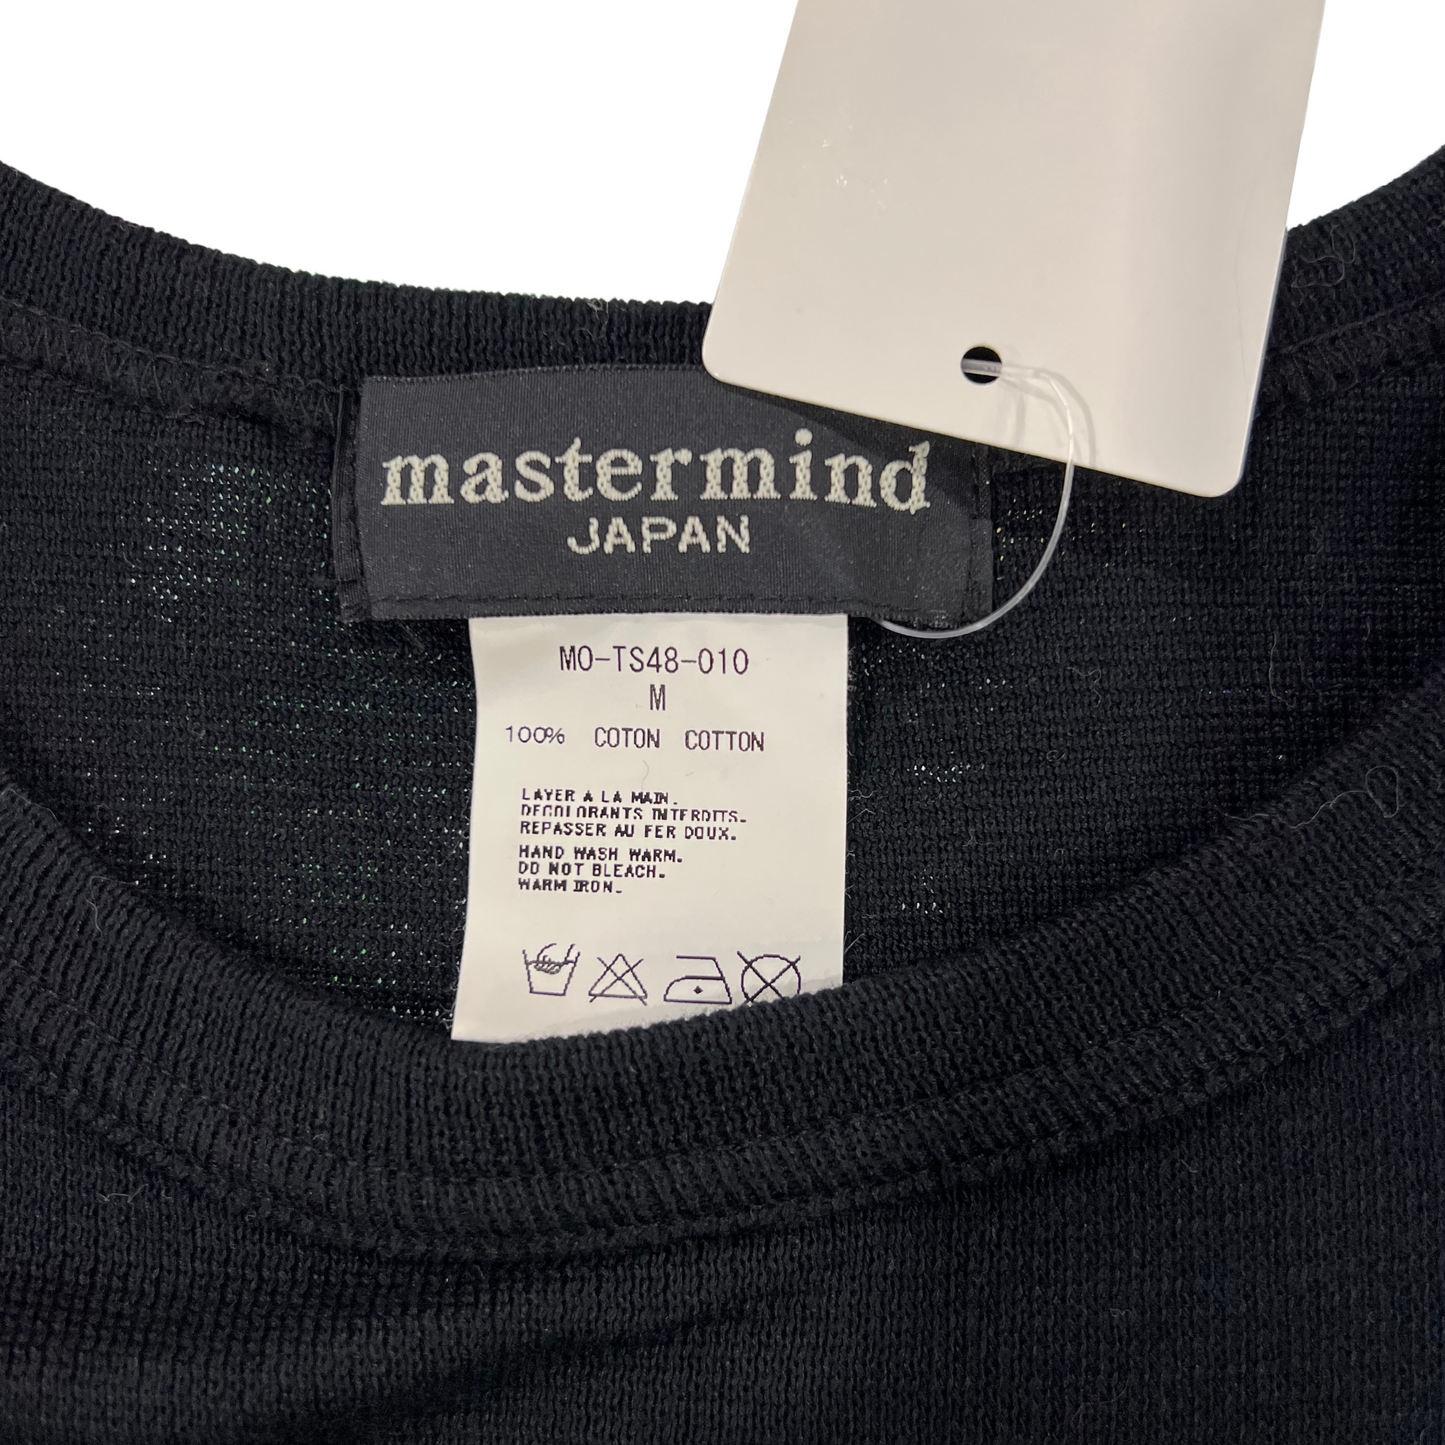 mastermind
JAPAN
MO-TS48-010
M
100% COTON COTTON
LAVER A LA MAIN.
DECOLORANTS INTERDITS.
REPASSER AU FER DOUX.
HAND WASH WARM.
DO NOT BLEACH.
WARM IRON.